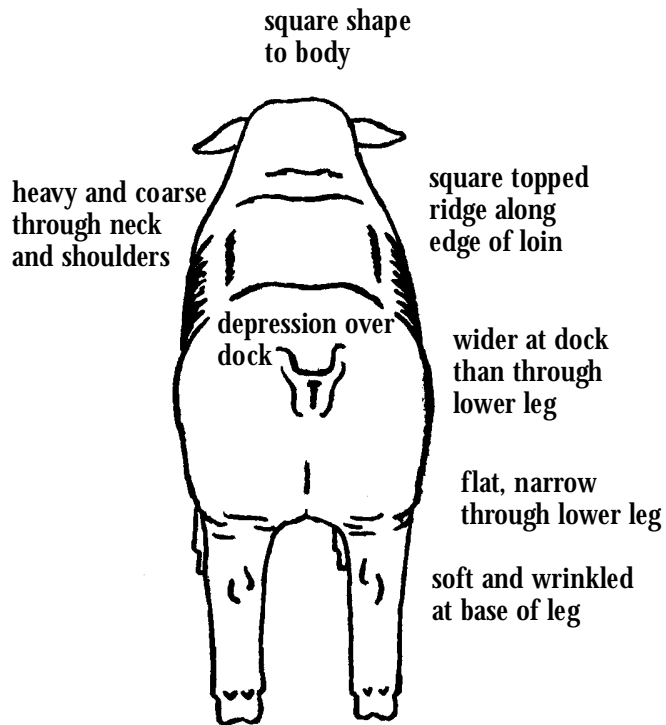 square shape
to body
heavy and coarse
through neck
and shoulders
square topped
ridge along
edge of loin
depression over
dock
wider at dock
than through
lower leg
flat, narrow
through lower leg
soft and wrinkled
at base of leg